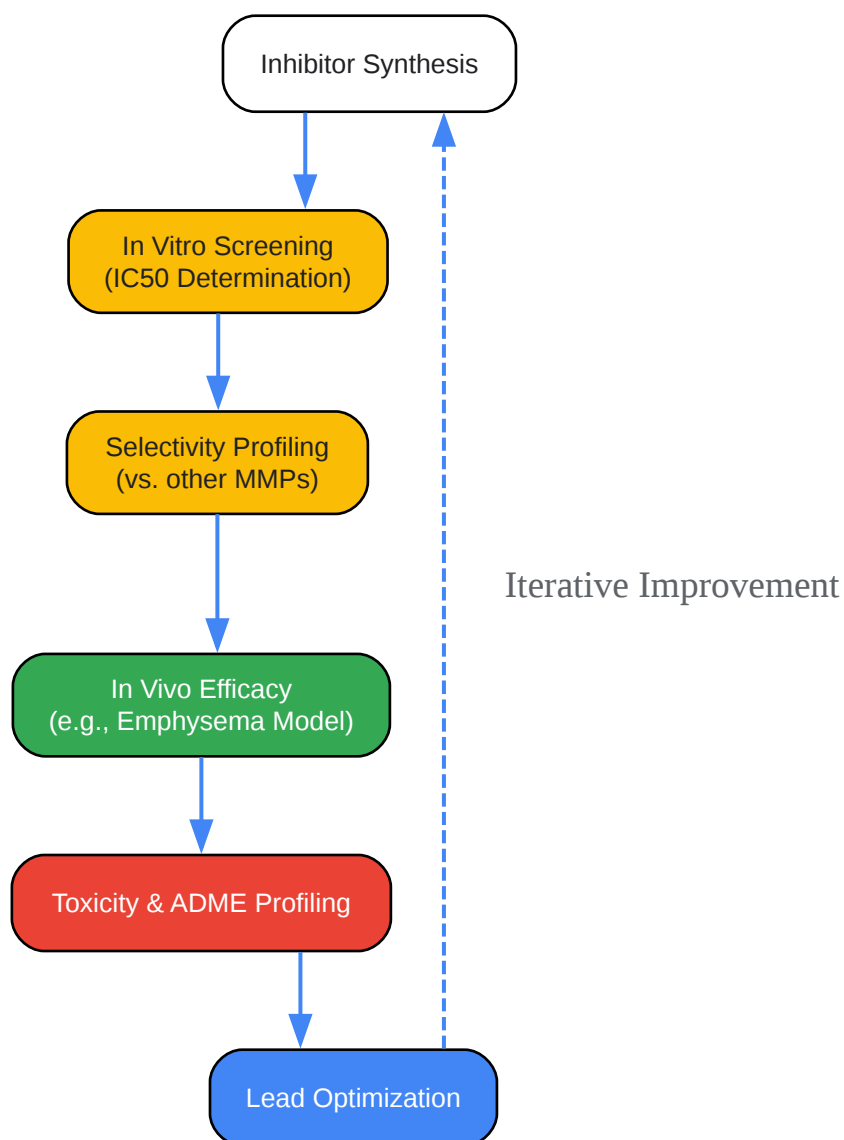 Inhibitor Synthesis
In Vitro Screening
(IC50 Determination)
Selectivity Profiling
(vs. other MMPs)
Iterative Improvement
In Vivo Efficacy
(e.g., Emphysema Model)
Toxicity & ADME Profiling
Lead Optimization